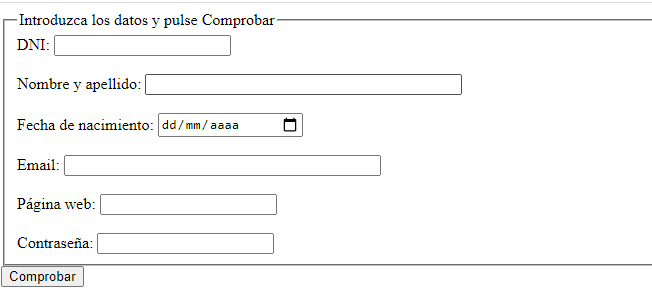 Introduzca los datos y pulse Comprobar
DNI:
Nombre y apellido:
Fecha de nacimiento: dd/mm/aaaa
Email:
Página web:
Contraseña:
Comprobar